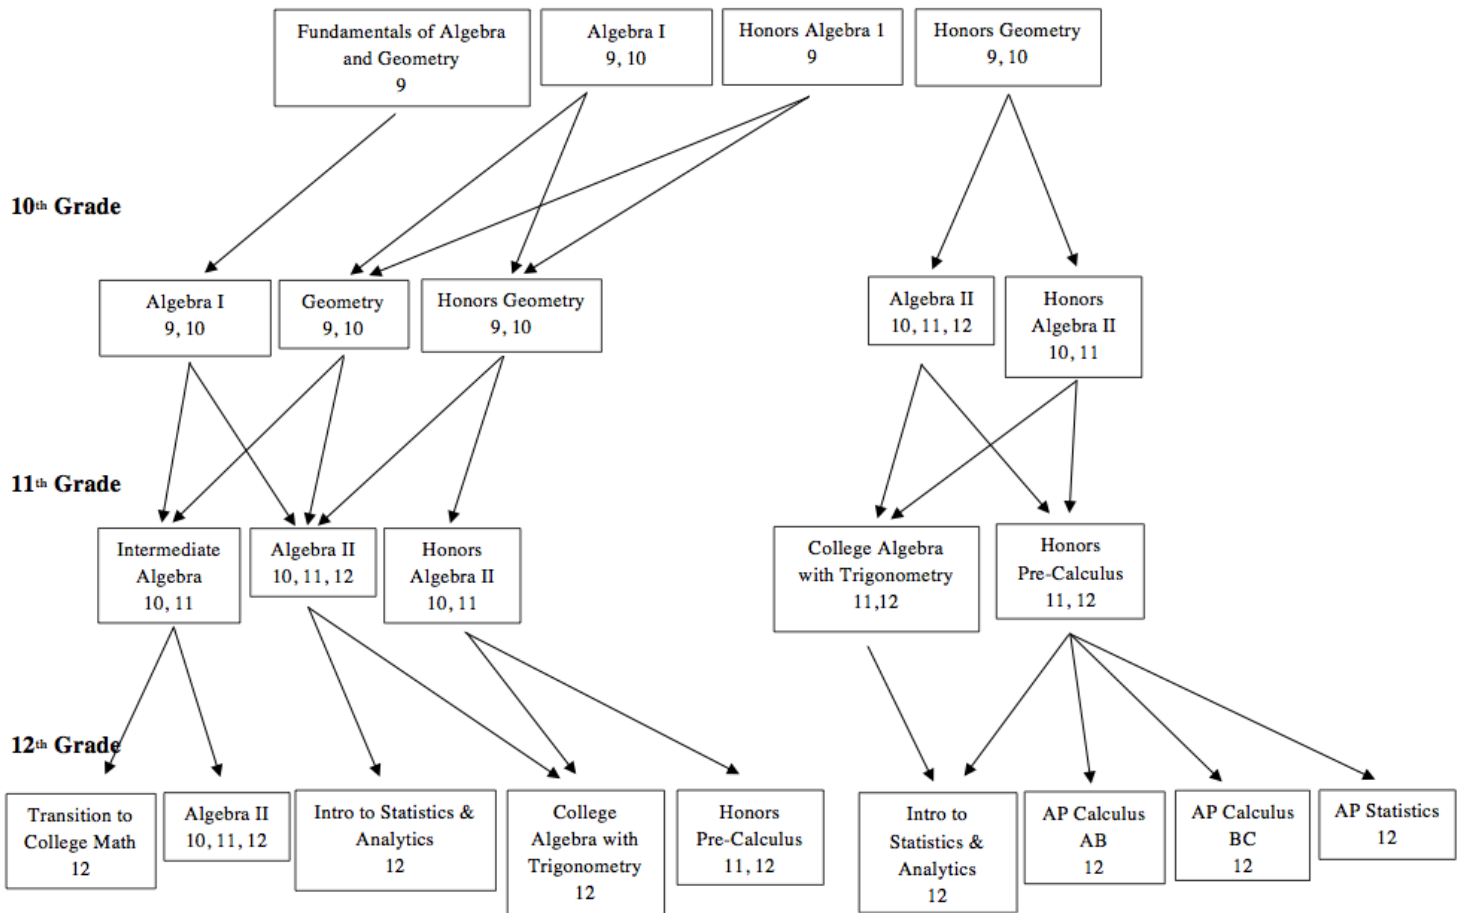 Fundamentals of Algebra
and Geometry
9
Algebra I
9, 10
Honors Algebra 1
9
Honors Geometry
9, 10
10th Grade
Algebra I
9, 10
Geometry
9, 10
Honors Geometry
9, 10
Algebra II
10, 11, 12
Honors
Algebra II
10, 11
11th Grade
Intermediate
Algebra
10, 11
Algebra II
10, 11, 12
Honors
Algebra II
10, 11
College Algebra
with Trigonometry
11,12
Honors
Pre-Calculus
11, 12
12th Grade
Transition to
College Math
12
Algebra II
10, 11, 12
Intro to Statistics &
Analytics
12
College
Algebra with
Trigonometry
12
Honors
Pre-Calculus
11, 12
Intro to
Statistics &
Analytics
12
AP Calculus
AB
12
AP Calculus
BC
12
AP Statistics
12